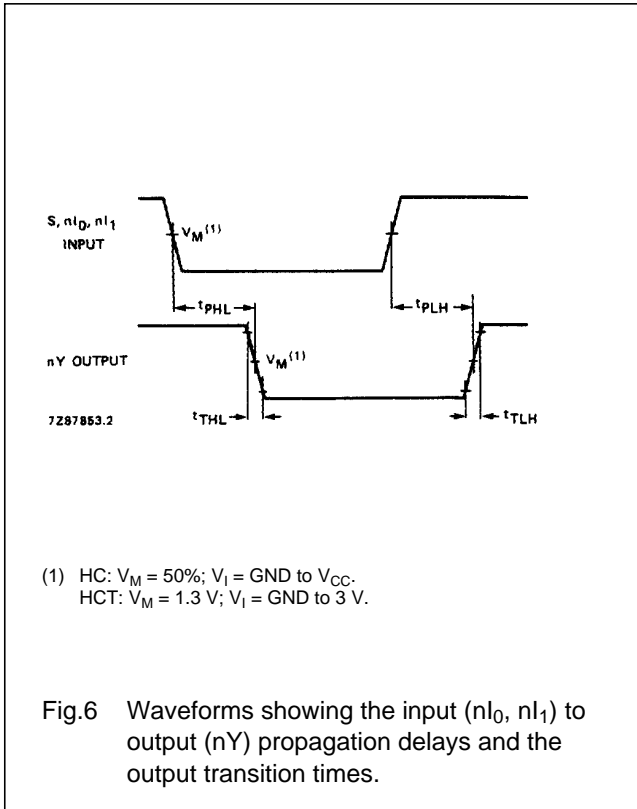 S, nI0, nI1
INPUT
VM(1)
tPHL
tPLH
nY OUTPUT
VM(1)
7Z87853.2
tTHL
tTLH
(1) HC: VM = 50%; VI = GND to VCC.
HCT: VM = 1.3 V; VI = GND to 3 V.
Fig.6 Waveforms showing the input (nI0, nI1) to
output (nY) propagation delays and the
output transition times.